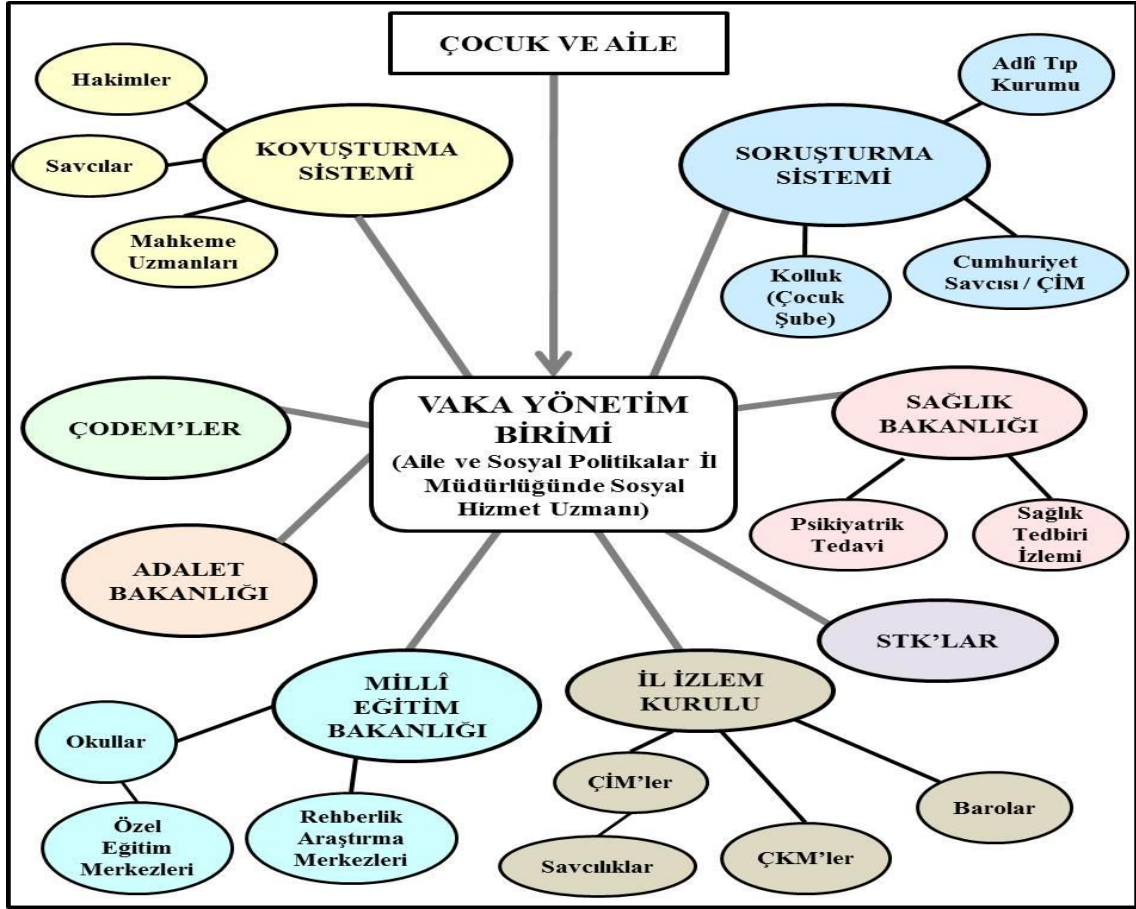 ÇOCUK VE AİLE
Hakimler
Savcılar
Mahkeme
Uzmanları
KOVUŞTURMA
SİSTEMİ
SORUŞTURMA
SİSTEMİ
Adlî Tıp
Kurumu
Kolluk
(Çocuk
Şube)
Cumhuriyet
Savcısı / ÇİM
VAKA YÖNETİM
BİRİMİ
(Aile ve Sosyal Politikalar İl
Müdürlüğünde Sosyal
Hizmet Uzmanı)
ÇODEM’LER
ADALET
BAKANLIĞI
SAĞLIK
BAKANLIĞI
Psikiyatrik
Tedavi
Sağlık
Tedbiri
İzlemi
STK’LAR
MİLLÎ
EĞİTİM
BAKANLIĞI
Okullar
Özel
Eğitim
Merkezleri
Rehberlik
Araştırma
Merkezleri
İL İZLEM
KURULU
ÇİM’ler
Savcılıklar
ÇKM’ler
Barolar